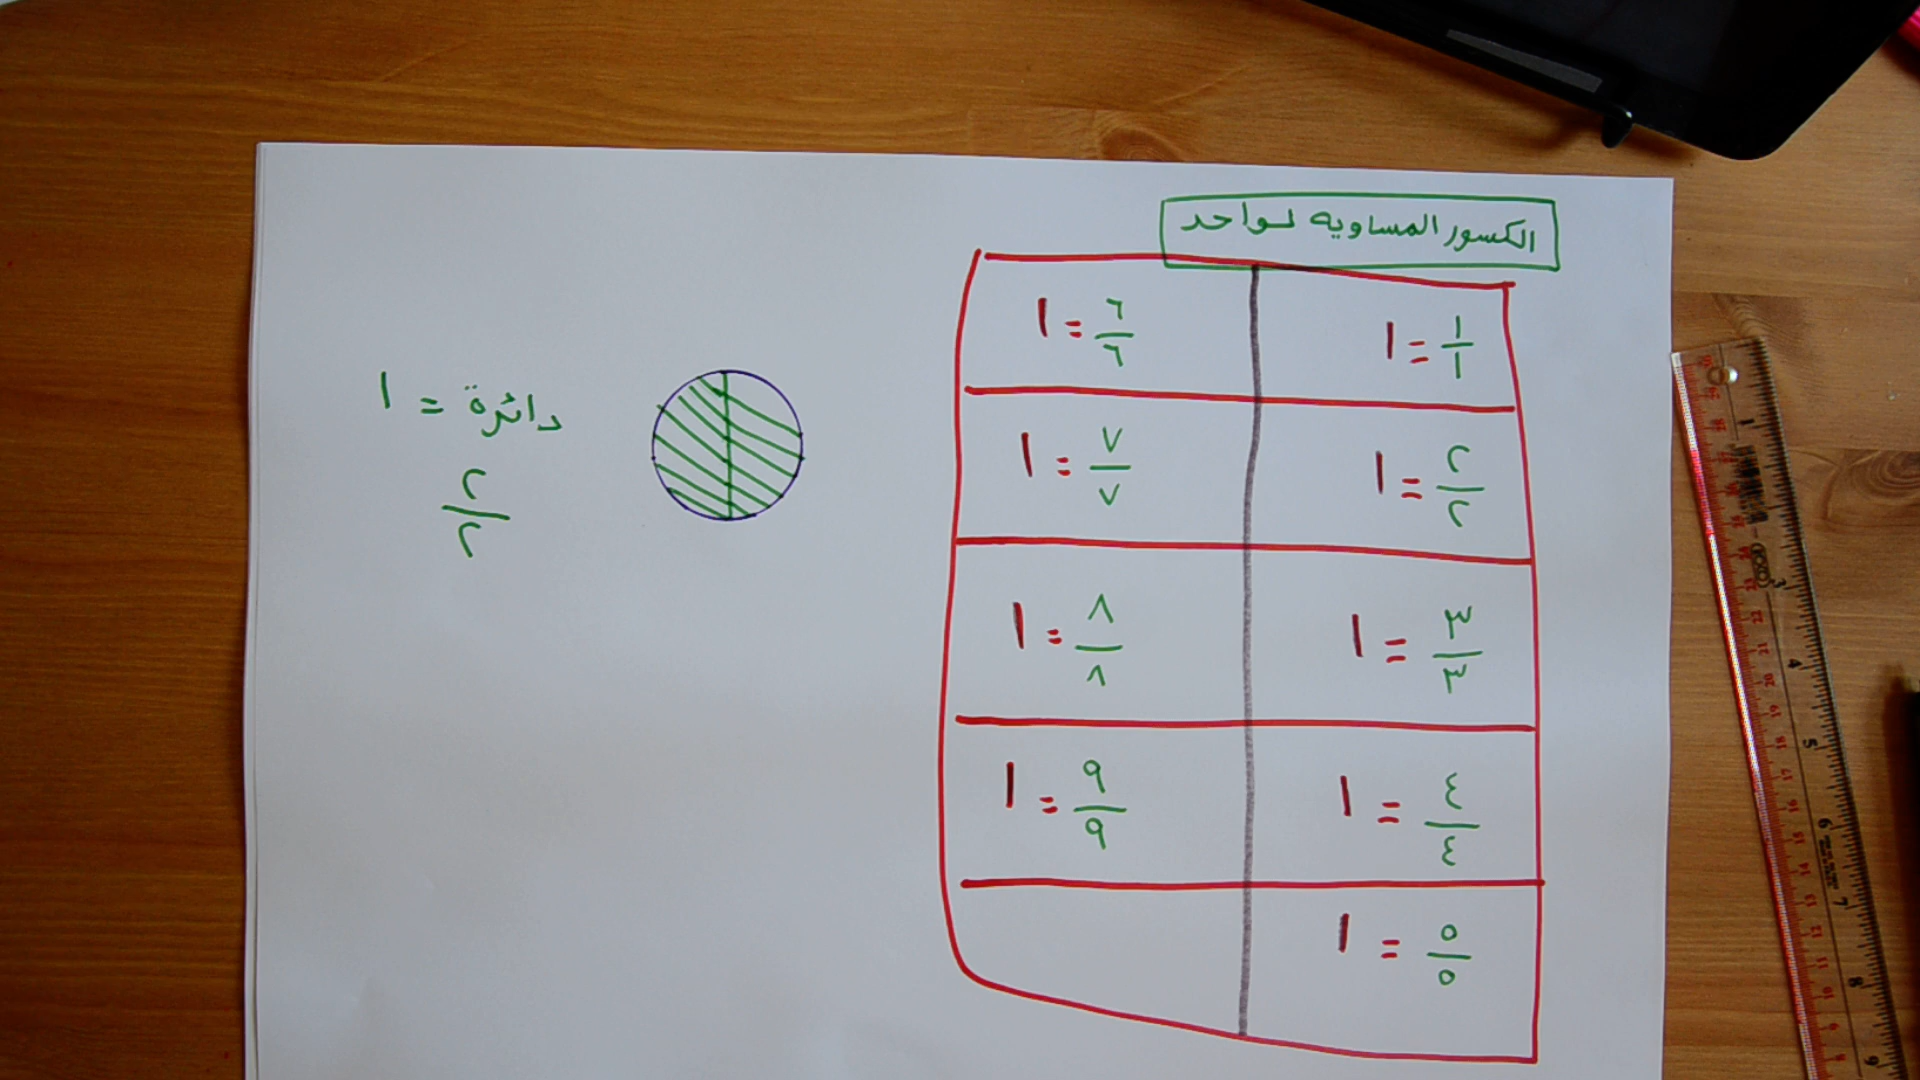 الكسور المساويه لواحد
١/١ = ١
٢/٢ = ١
٣/٣ = ١
٤/٤ = ١
٥/٥ = ١
٦/٦ = ١
٧/٧ = ١
٨/٨ = ١
٩/٩ = ١
دائرة = ١
٢/٢